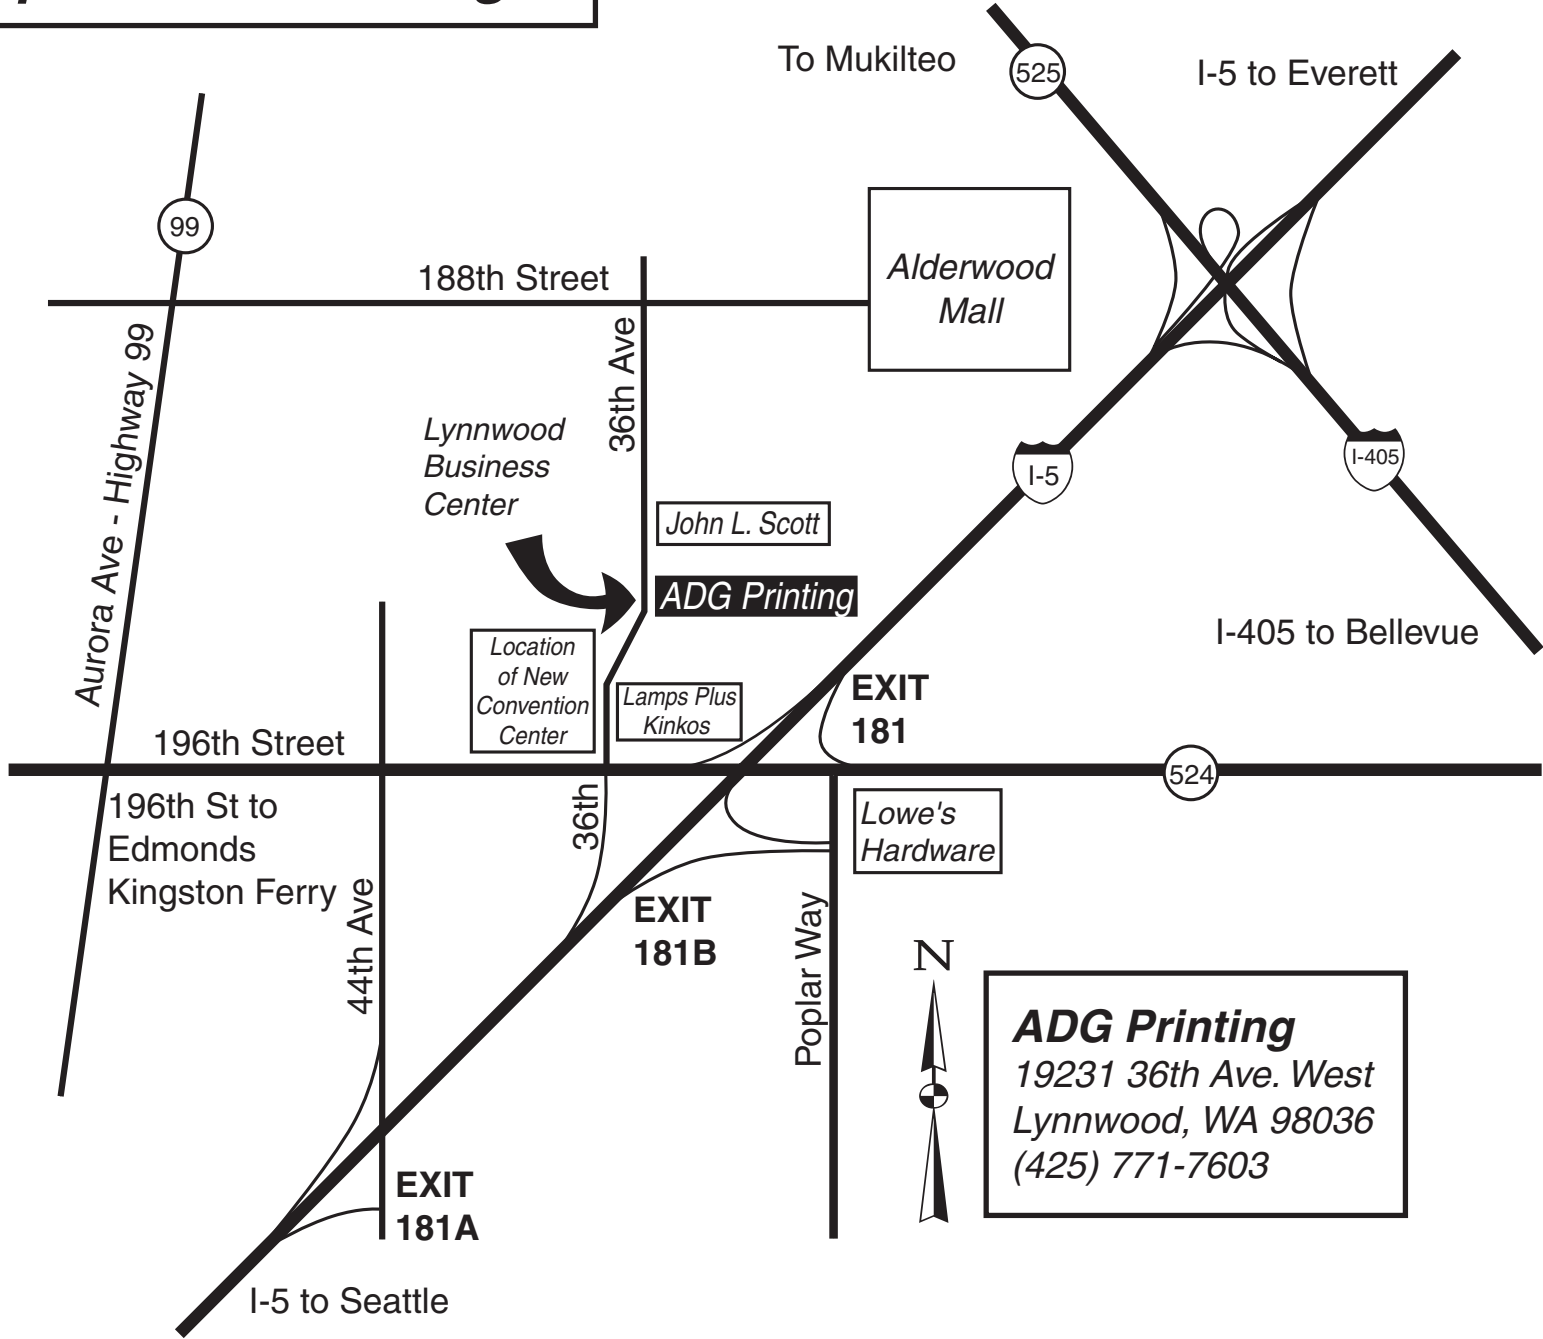 To Mukilteo
525
I-5 to Everett
99
188th Street
Alderwood
Mall
36th Ave
Aurora Ave - Highway 99
Lynnwood
Business
Center
I-5
I-405
John L. Scott
ADG Printing
Location
of New
Convention
Center
Lamps Plus
Kinkos
I-405 to Bellevue
EXIT
181
196th Street
524
196th St to
Edmonds
Kingston Ferry
36th
Lowe's
Hardware
44th Ave
EXIT
181B
Poplar Way
N
ADG Printing
19231 36th Ave. West
Lynnwood, WA 98036
(425) 771-7603
EXIT
181A
I-5 to Seattle